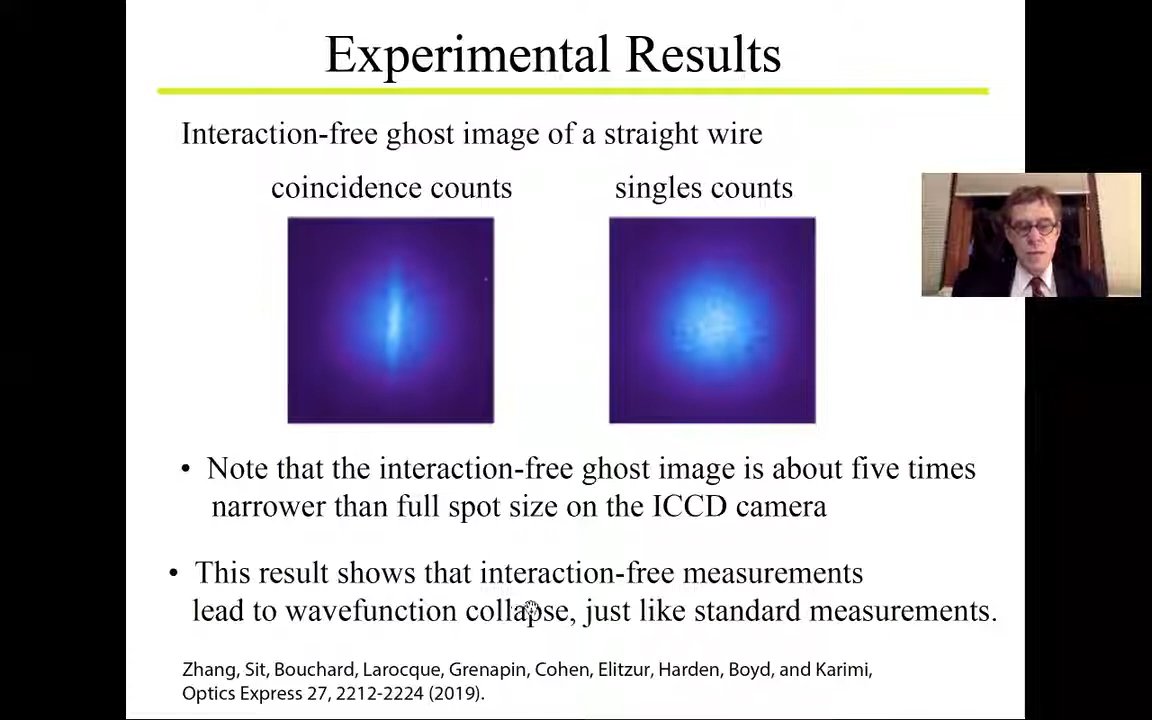 Experimental Results
Interaction-free ghost image of a straight wire
coincidence counts
singles counts
• Note that the interaction-free ghost image is about five times
narrower than full spot size on the ICCD camera
• This result shows that interaction-free measurements
lead to wavefunction collapse, just like standard measurements.
Zhang, Sit, Bouchard, Larocque, Grenapin, Cohen, Elitzur, Harden, Boyd, and Karimi,
Optics Express 27, 2212-2224 (2019).